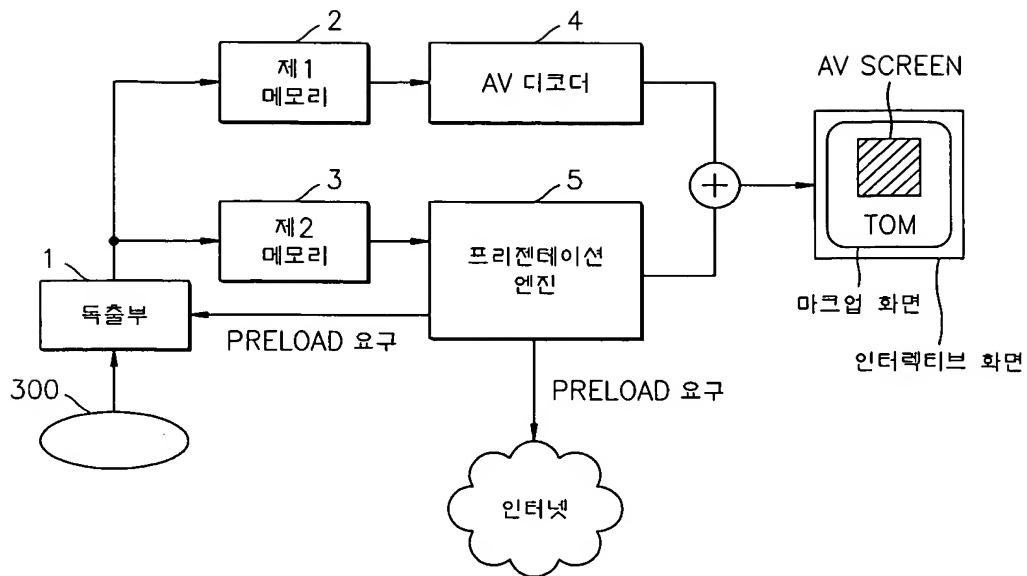 2
제1
메모리
4
AV 디코더
AV SCREEN
TOM
마크업 화면
인터렉티브 화면
3
제2
메모리
5
프리젠테이션
엔진
1
독출부
PRELOAD 요구
300
PRELOAD 요구
인터넷